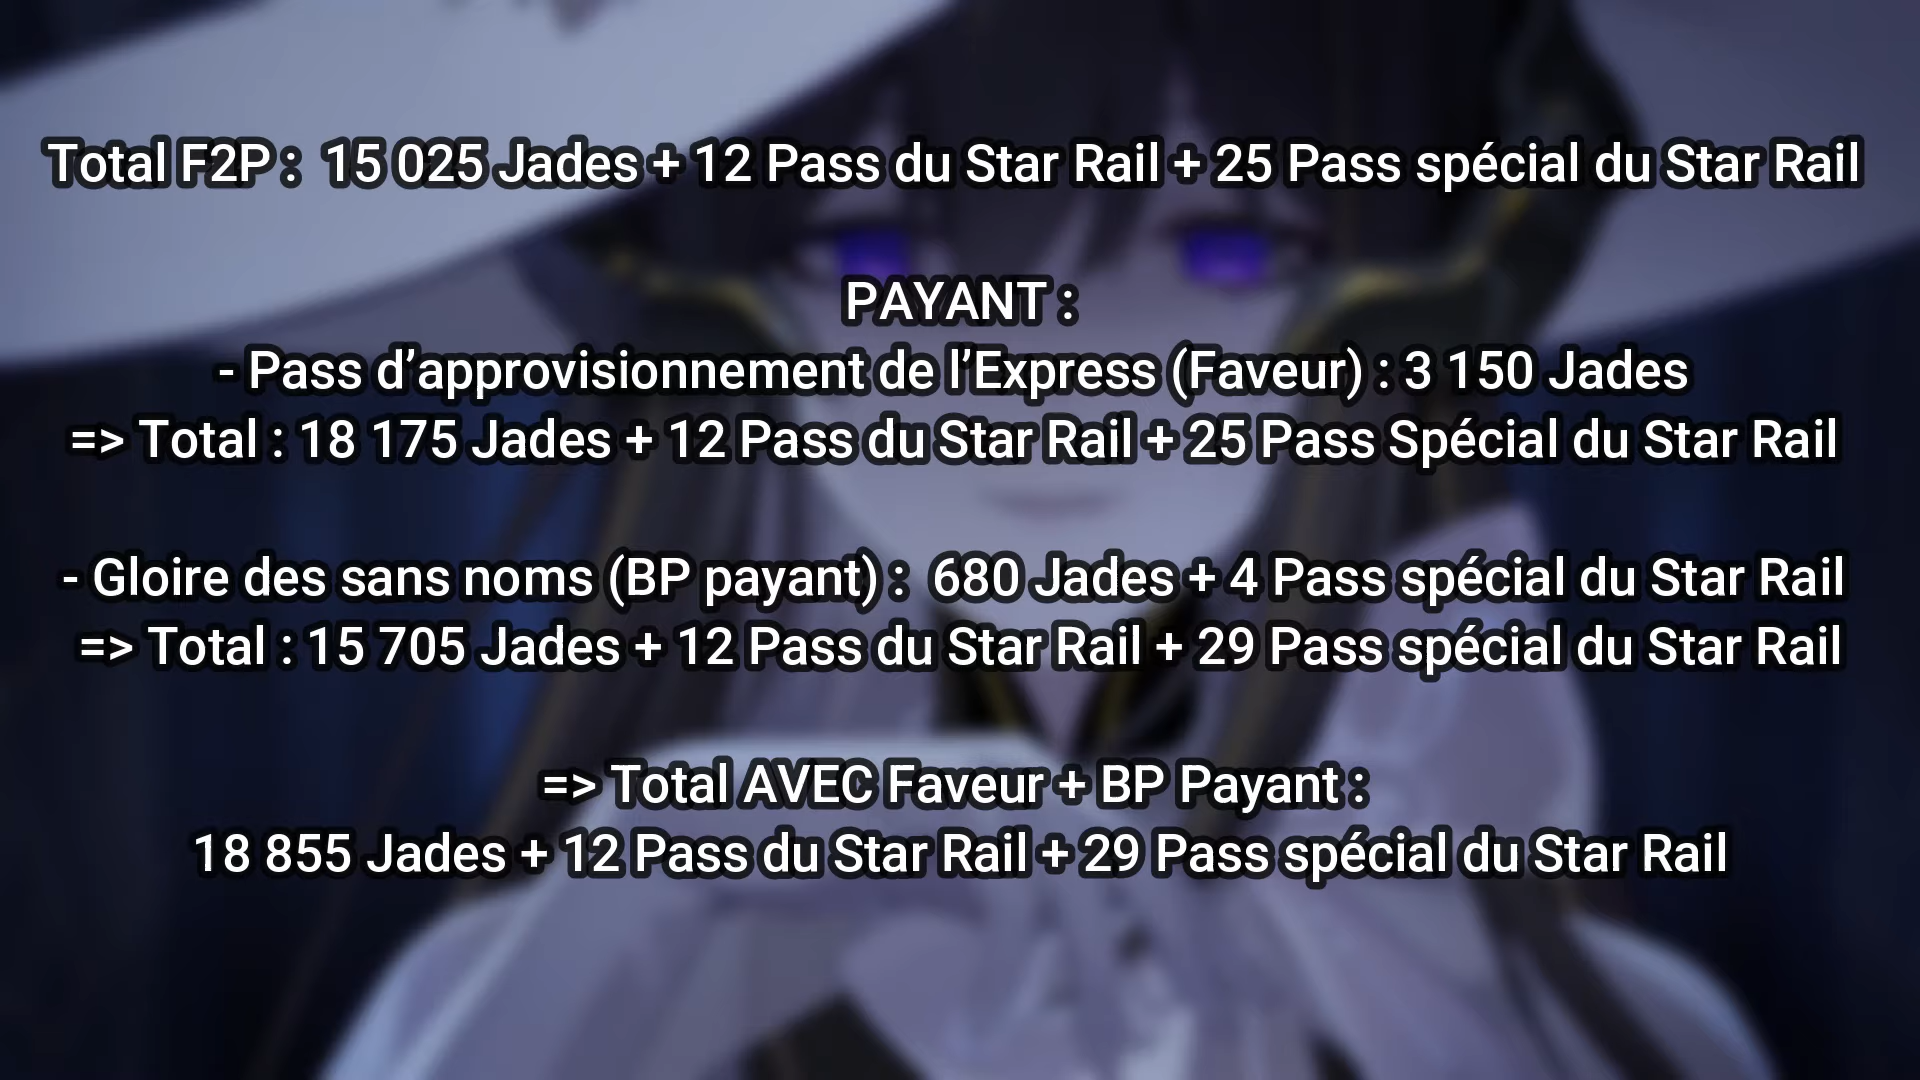 Total F2P : 15 025 Jades + 12 Pass du Star Rail + 25 Pass spécial du Star Rail
PAYANT :
- Pass d’approvisionnement de l’Express (Faveur) : 3 150 Jades
=> Total : 18 175 Jades + 12 Pass du Star Rail + 25 Pass Spécial du Star Rail
- Gloire des sans noms (BP payant) : 680 Jades + 4 Pass spécial du Star Rail
=> Total : 15 705 Jades + 12 Pass du Star Rail + 29 Pass spécial du Star Rail
=> Total AVEC Faveur + BP Payant :
18 855 Jades + 12 Pass du Star Rail + 29 Pass spécial du Star Rail